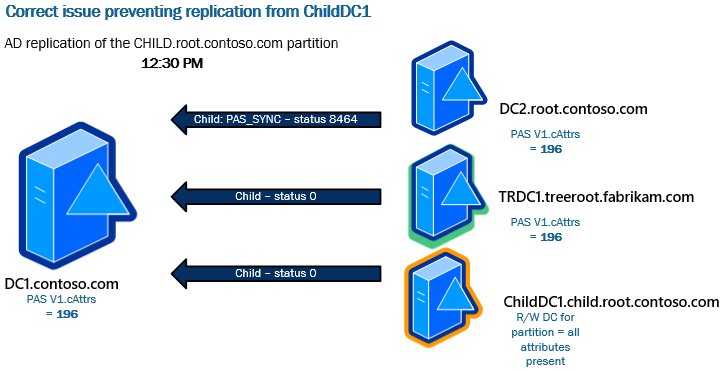 Correct issue preventing replication from ChildDC1
AD replication of the CHILD.root.contoso.com partition
12:30 PM
Child: PAS_SYNC – status 8464
DC2.root.contoso.com
PAS V1.cAttrs
= 196
Child – status 0
TRDC1.treeroot.fabrikam.com
PAS V1.cAttrs
= 196
Child – status 0
DC1.contoso.com
PAS V1.cAttrs
= 196
ChildDC1.child.root.contoso.com
R/W DC for
partition = all
attributes
present